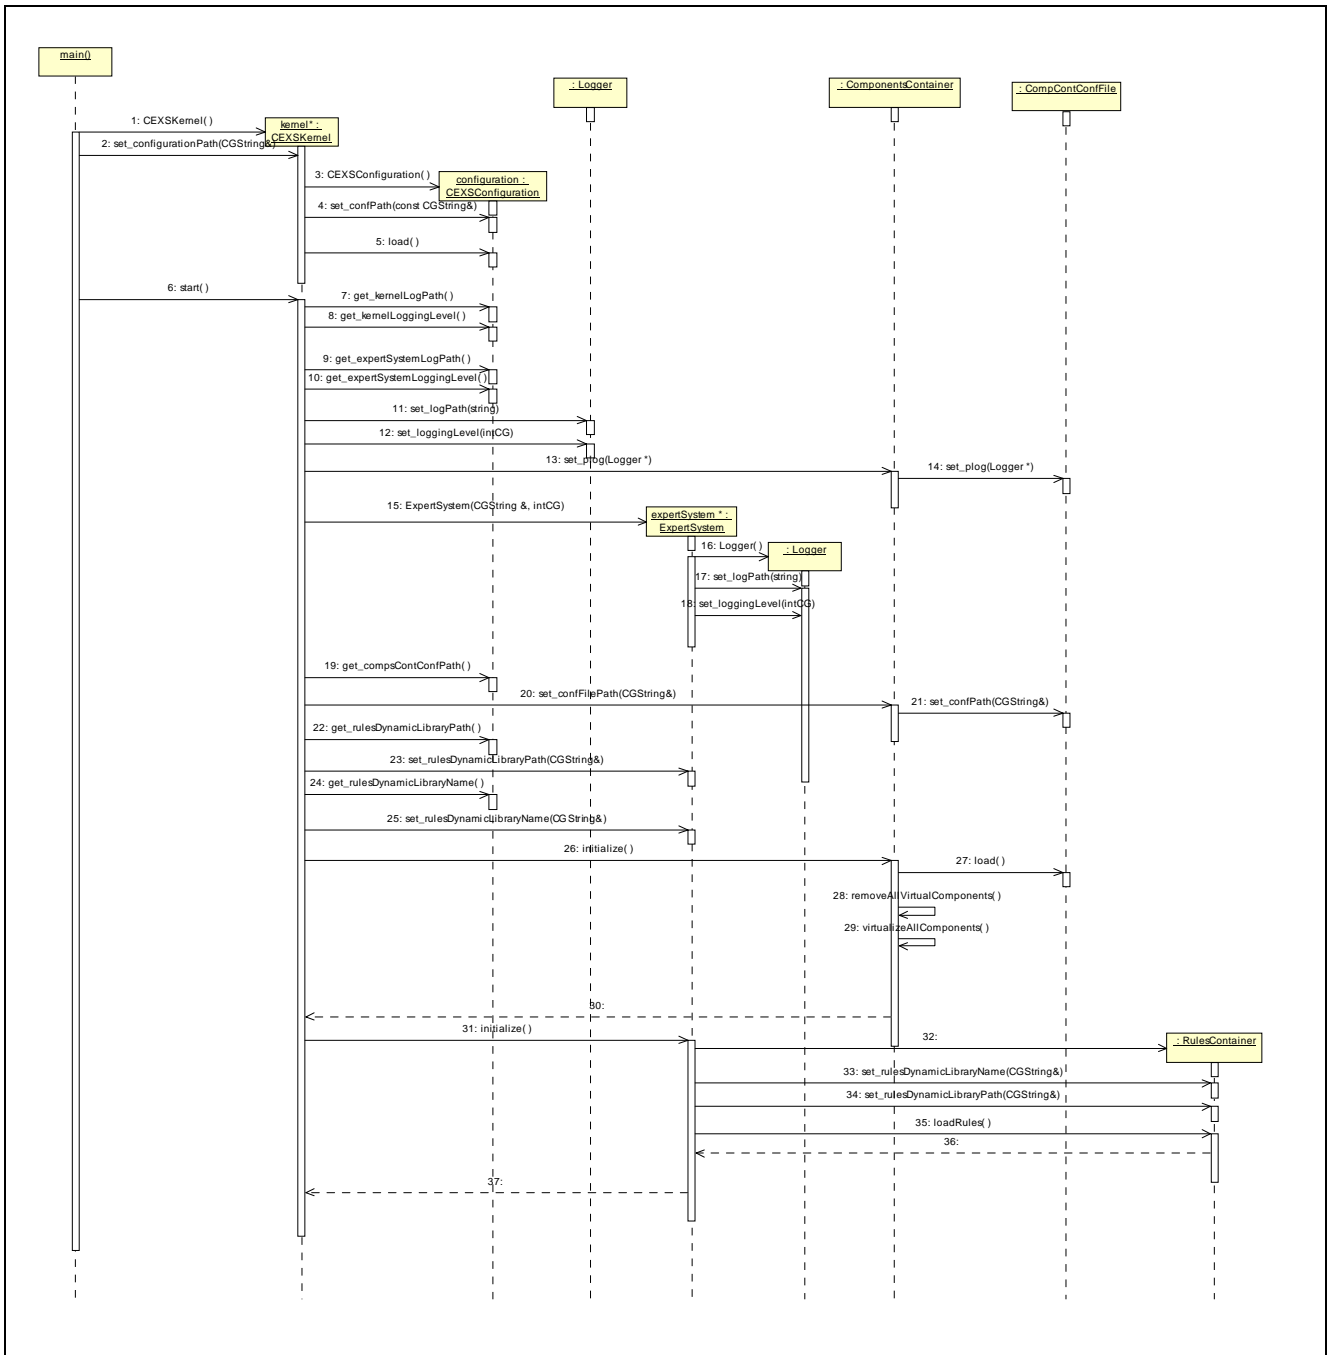 main()
: Logger
: ComponentsContainer
: CompContConfFile
1: CEXSKernel( )
kernel* :
CEXSKernel
2: set_configurationPath(CGString&)
3: CEXSConfiguration( )
configuration :
CEXSConfiguration
4: set_confPath(const CGString&)
5: load( )
6: start( )
7: get_kernelLogPath( )
8: get_kernelLoggingLevel( )
9: get_expertSystemLogPath( )
10: get_expertSystemLoggingLevel( )
11: set_logPath(string)
12: set_loggingLevel(intCG)
13: set_plog(Logger *)
14: set_plog(Logger *)
15: ExpertSystem(CGString &, intCG)
expertSystem * :
ExpertSystem
16: Logger( )
: Logger
17: set_logPath(string)
18: set_loggingLevel(intCG)
19: get_compsContConfPath( )
20: set_confFilePath(CGString&)
21: set_confPath(CGString&)
22: get_rulesDynamicLibraryPath( )
23: set_rulesDynamicLibraryPath(CGString&)
24: get_rulesDynamicLibraryName( )
25: set_rulesDynamicLibraryName(CGString&)
26: initialize( )
27: load( )
28: removeAllVirtualComponents( )
29: virtualizeAllComponents( )
30:
31: initialize( )
32:
: RulesContainer
33: set_rulesDynamicLibraryName(CGString&)
34: set_rulesDynamicLibraryPath(CGString&)
35: loadRules( )
36:
37: